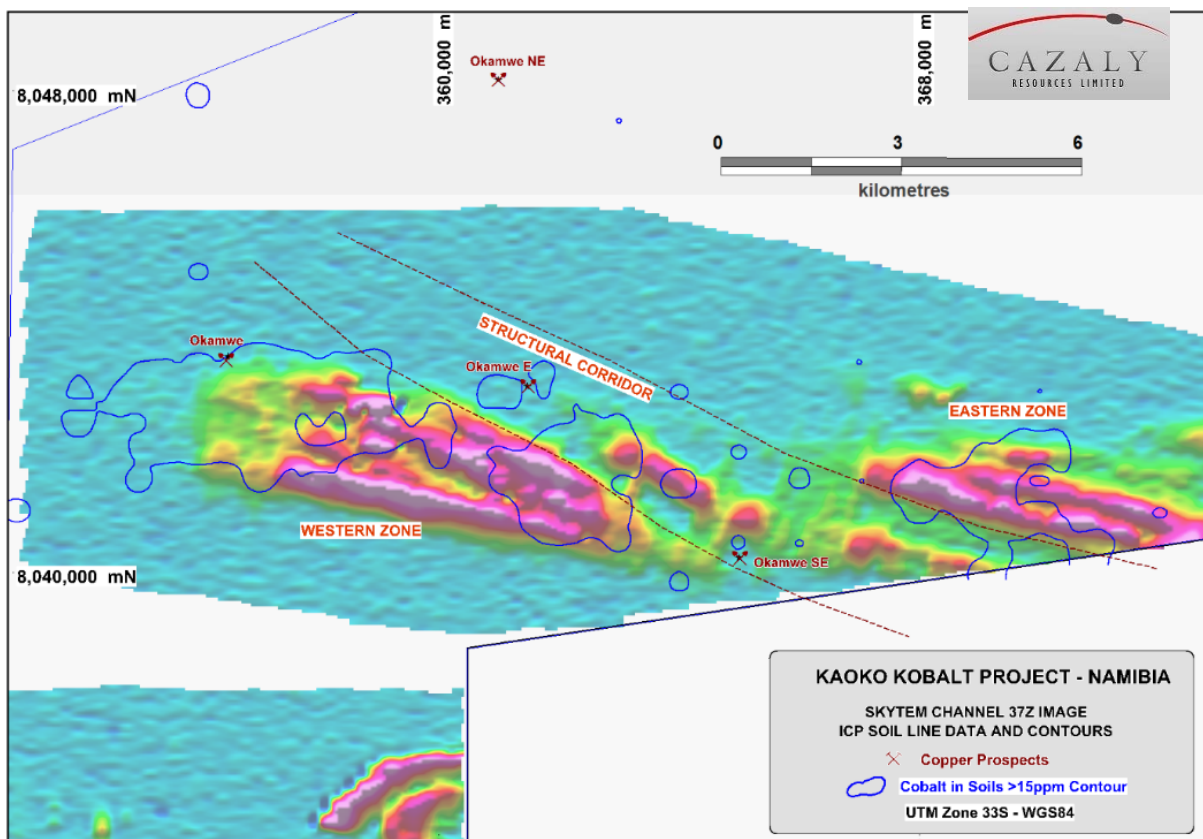 360,000 m
368,000 m
CAZALY
RESOURCES LIMITED
Okamwe NE
8,048,000 mN
0 3 6
kilometres
Okamwe
STRUCTURAL CORRIDOR
Okamwe E
EASTERN ZONE
WESTERN ZONE
Okamwe SE
8,040,000 mN
KAOKO KOBALT PROJECT - NAMIBIA
SKYTEM CHANNEL 37Z IMAGE
ICP SOIL LINE DATA AND CONTOURS
Copper Prospects
Cobalt in Soils >15ppm Contour
UTM Zone 33S - WGS84